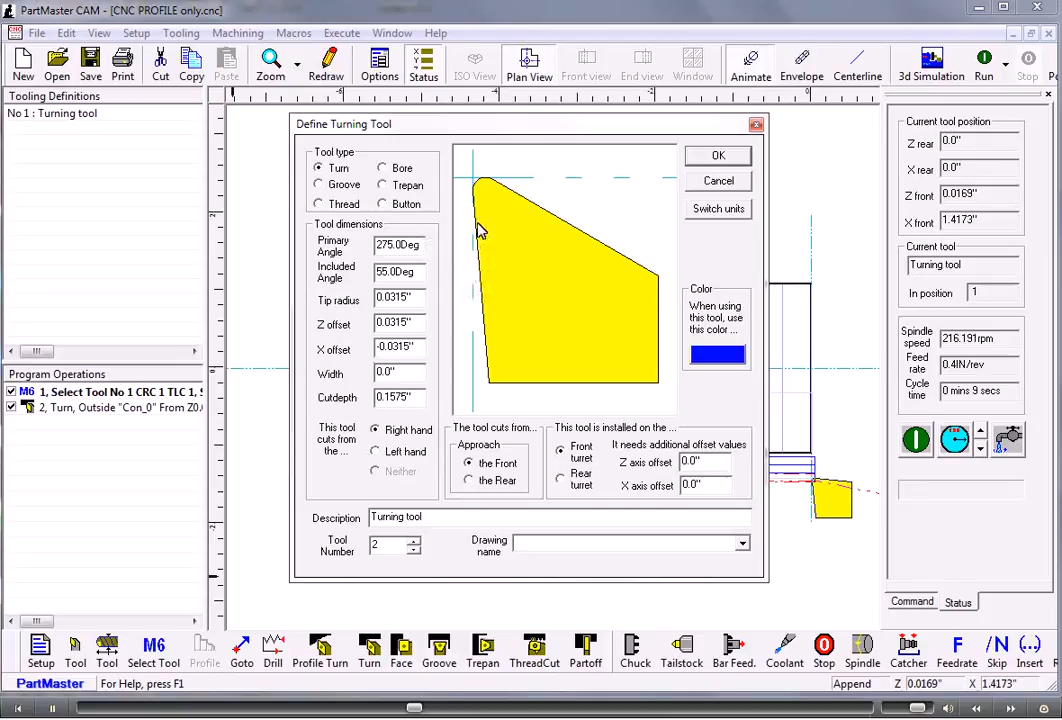 PartMaster CAM - [CNC PROFILE only.cnc]
File Edit View Setup Tooling Machining Macros Execute Window Help
New Open Save Print Cut Copy Paste Zoom Redraw Options Status ISO View Plan View Front view End view Window Animate Envelope Centerline 3d Simulation Run Stop
Tooling Definitions
No 1 : Turning tool
Program Operations
M6 1, Select Tool No 1 CRC 1 TLC 1,
2, Turn, Outside "Con_0" From Z0.
Define Turning Tool
Tool type
Turn Bore
Groove Trepan
Thread Button
Tool dimensions
Primary Angle 275.0Deg
Included Angle 55.0Deg
Tip radius 0.0315"
Z offset 0.0315"
X offset -0.0315"
Width 0.0"
Cutdepth 0.1575"
OK
Cancel
Switch units
Color
When using this tool, use this color ...
This tool cuts from the ...
Right hand
Left hand
Neither
The tool cuts from...
Approach
the Front
the Rear
This tool is installed on the ...
Front turret
Rear turret
It needs additional offset values
Z axis offset 0.0"
X axis offset 0.0"
Description Turning tool
Tool Number 2
Drawing name
Current tool position
Z rear 0.0"
X rear 0.0"
Z front 0.0169"
X front 1.4173"
Current tool
Turning tool
In position 1
Spindle speed 216.191rpm
Feed rate 0.4IN/rev
Cycle time 0 mins 9 secs
Command Status
Setup Tool Tool Select Tool Profile Goto Drill Profile Turn Turn Face Groove Trepan ThreadCut Partoff Chuck Tailstock Bar Feed. Coolant Stop Spindle Catcher Feedrate Skip Insert
PartMaster For Help, press F1 Append Z 0.0169" X 1.4173"